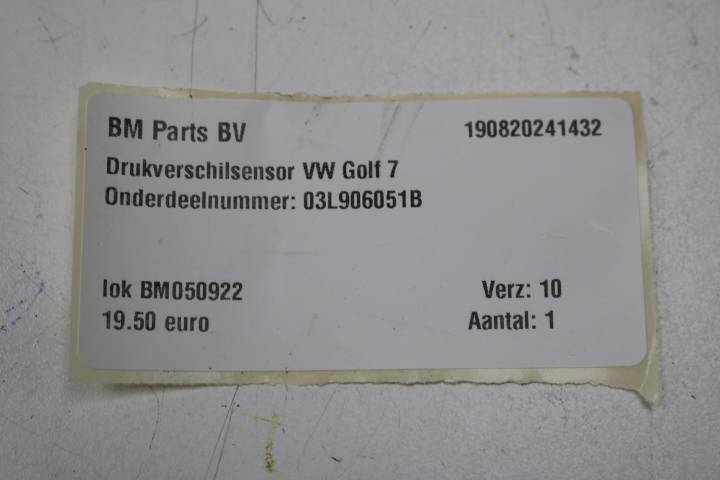 BM Parts BV 190820241432
Drukverschilsensor VW Golf 7
Onderdeelnummer: 03L906051B
lok BM050922 Verz: 10
19.50 euro Aantal: 1